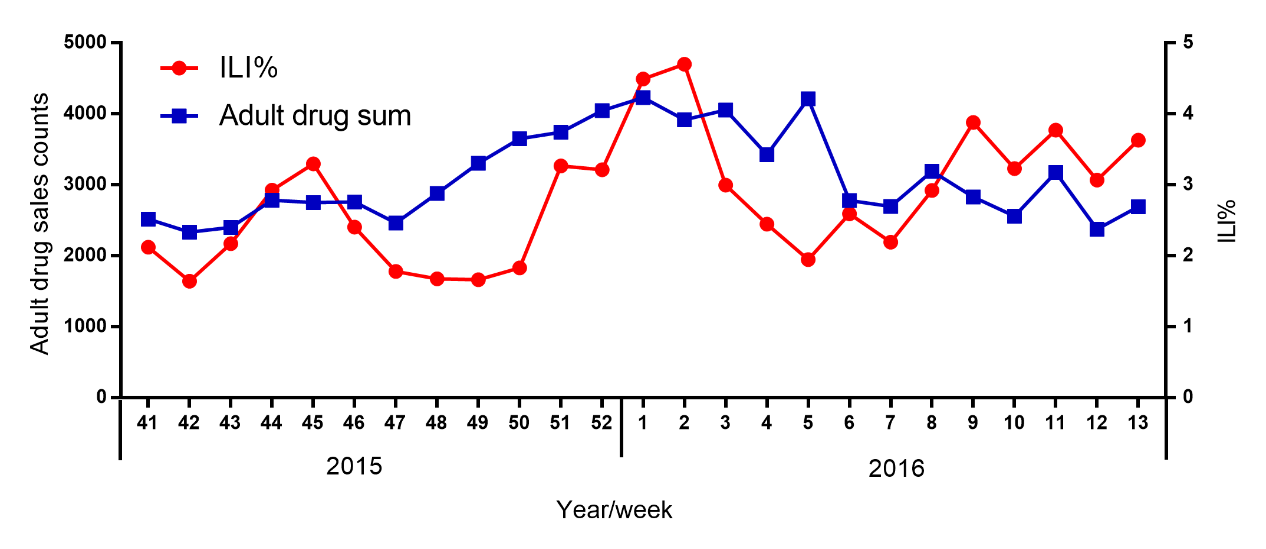 ILI%
Adult drug sum
Adult drug sales counts
5000
4000
3000
2000
1000
0
5
4
3
2
1
0
ILI%
41 42 43 44 45 46 47 48 49 50 51 52 1 2 3 4 5 6 7 8 9 10 11 12 13
2015 2016
Year/week